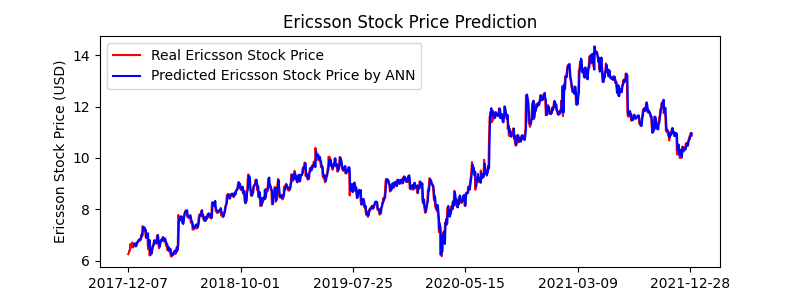 Ericsson Stock Price Prediction
Real Ericsson Stock Price
Predicted Ericsson Stock Price by ANN
Ericsson Stock Price (USD)
14
12
10
8
6
2017-12-07 2018-10-01 2019-07-25 2020-05-15 2021-03-09 2021-12-28